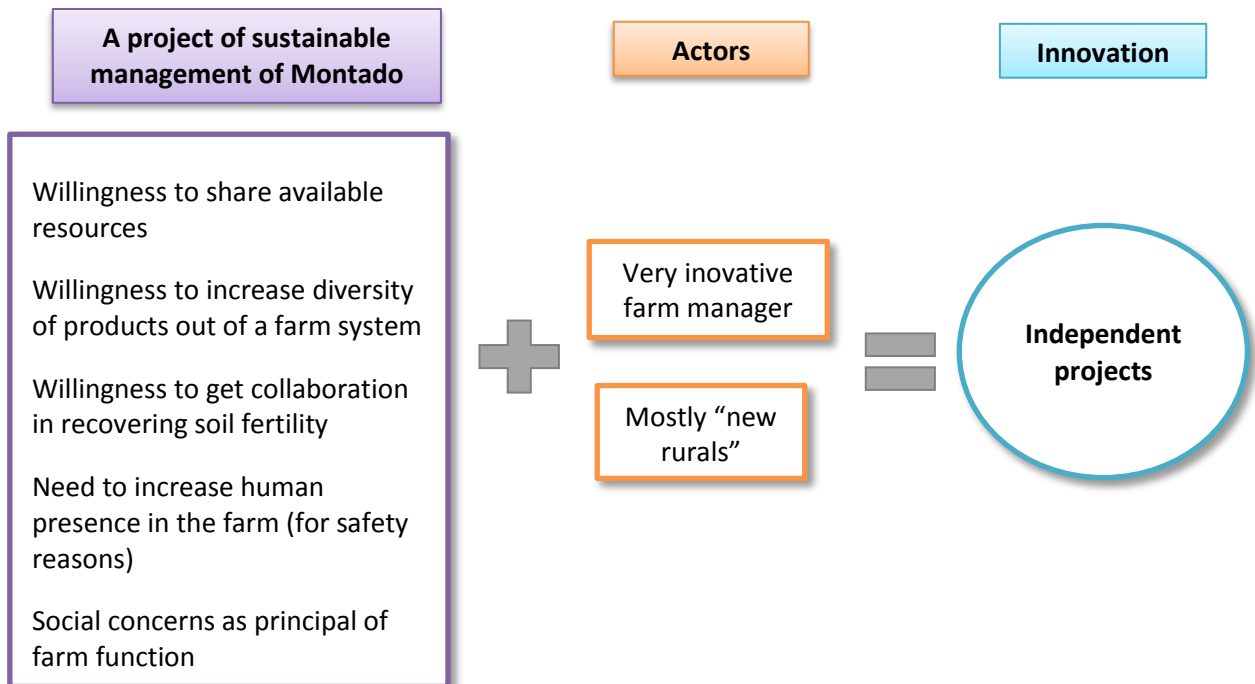 A project of sustainable
management of Montado
Actors
Innovation
Willingness to share available
resources
Willingness to increase diversity
of products out of a farm system
Willingness to get collaboration
in recovering soil fertility
Need to increase human
presence in the farm (for safety
reasons)
Social concerns as principal of
farm function
Very inovative
farm manager
Mostly “new
rurals”
Independent
projects